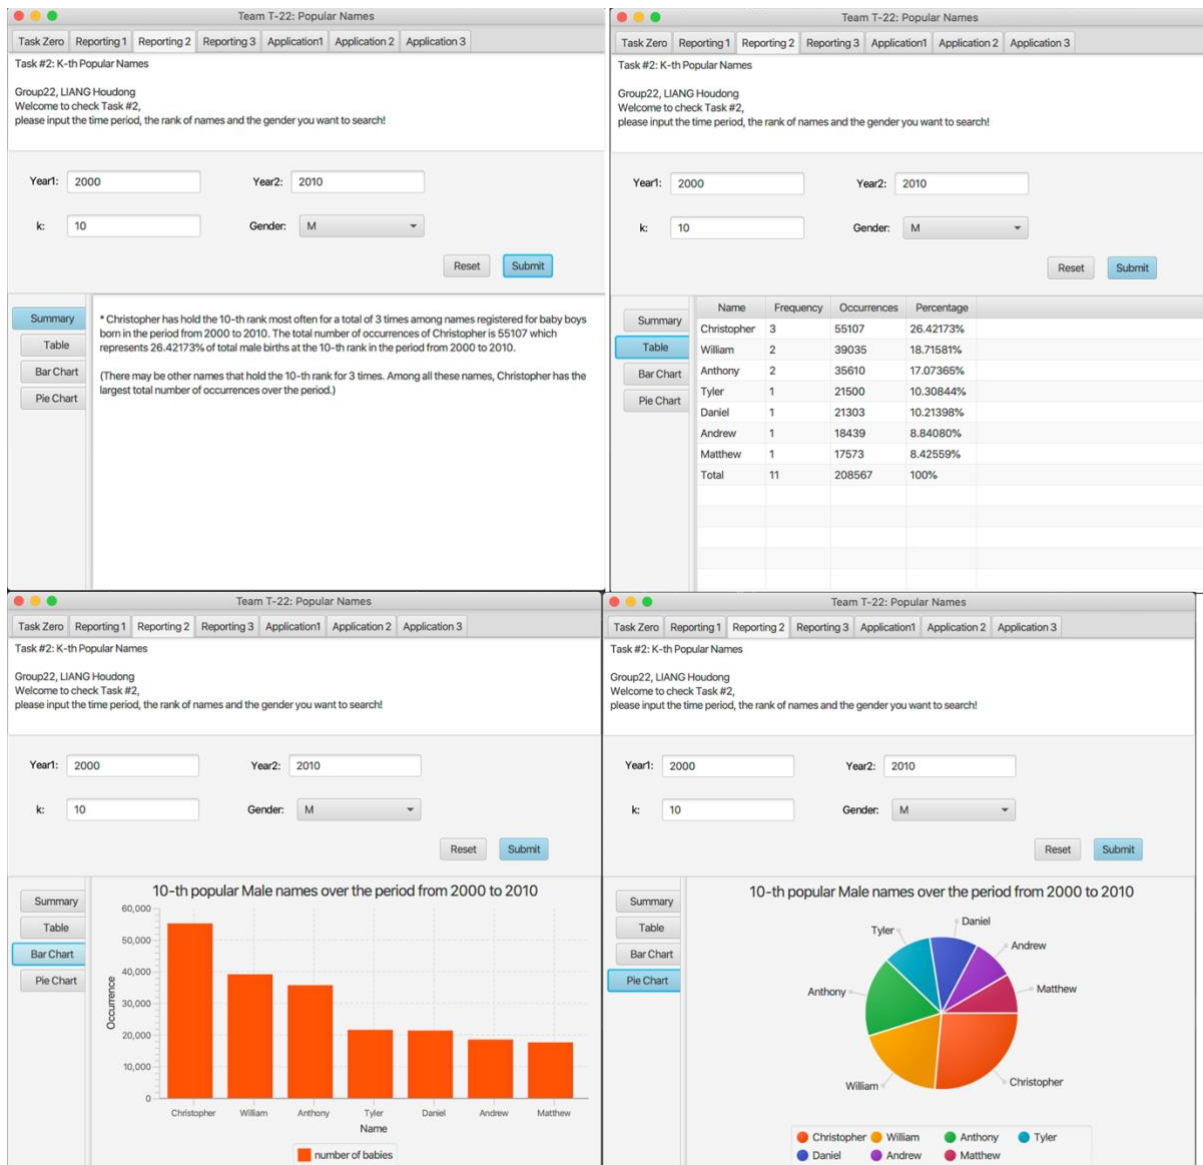 Team T-22: Popular Names
Task Zero Reporting 1 Reporting 2 Reporting 3 Application1 Application 2 Application 3
Task #2: K-th Popular Names
Group22, LIANG Houdong
Welcome to check Task #2,
please input the time period, the rank of names and the gender you want to search!
Year1: 2000 Year2: 2010
k: 10 Gender: M
Reset Submit
Summary
Table
Bar Chart
Pie Chart
* Christopher has hold the 10-th rank most often for a total of 3 times among names registered for baby boys
born in the period from 2000 to 2010. The total number of occurrences of Christopher is 55107 which
represents 26.42173% of total male births at the 10-th rank in the period from 2000 to 2010.
(There may be other names that hold the 10-th rank for 3 times. Among all these names, Christopher has the
largest total number of occurrences over the period.)
Team T-22: Popular Names
Task Zero Reporting 1 Reporting 2 Reporting 3 Application1 Application 2 Application 3
Task #2: K-th Popular Names
Group22, LIANG Houdong
Welcome to check Task #2,
please input the time period, the rank of names and the gender you want to search!
Year1: 2000 Year2: 2010
k: 10 Gender: M
Reset Submit
Summary
Table
Bar Chart
Pie Chart
Name Frequency Occurrences Percentage
Christopher 3 55107 26.42173%
William 2 39035 18.71581%
Anthony 2 35610 17.07365%
Tyler 1 21500 10.30844%
Daniel 1 21303 10.21398%
Andrew 1 18439 8.84080%
Matthew 1 17573 8.42559%
Total 11 208567 100%
Team T-22: Popular Names
Task Zero Reporting 1 Reporting 2 Reporting 3 Application1 Application 2 Application 3
Task #2: K-th Popular Names
Group22, LIANG Houdong
Welcome to check Task #2,
please input the time period, the rank of names and the gender you want to search!
Year1: 2000 Year2: 2010
k: 10 Gender: M
Reset Submit
Summary
Table
Bar Chart
Pie Chart
10-th popular Male names over the period from 2000 to 2010
60,000
50,000
40,000
30,000
20,000
10,000
0
Occurrence
Christopher William Anthony Tyler Daniel Andrew Matthew
Name
number of babies
Team T-22: Popular Names
Task Zero Reporting 1 Reporting 2 Reporting 3 Application1 Application 2 Application 3
Task #2: K-th Popular Names
Group22, LIANG Houdong
Welcome to check Task #2,
please input the time period, the rank of names and the gender you want to search!
Year1: 2000 Year2: 2010
k: 10 Gender: M
Reset Submit
Summary
Table
Bar Chart
Pie Chart
10-th popular Male names over the period from 2000 to 2010
Daniel
Tyler
Andrew
Matthew
Anthony
Christopher
William
Christopher William Anthony Tyler
Daniel Andrew Matthew